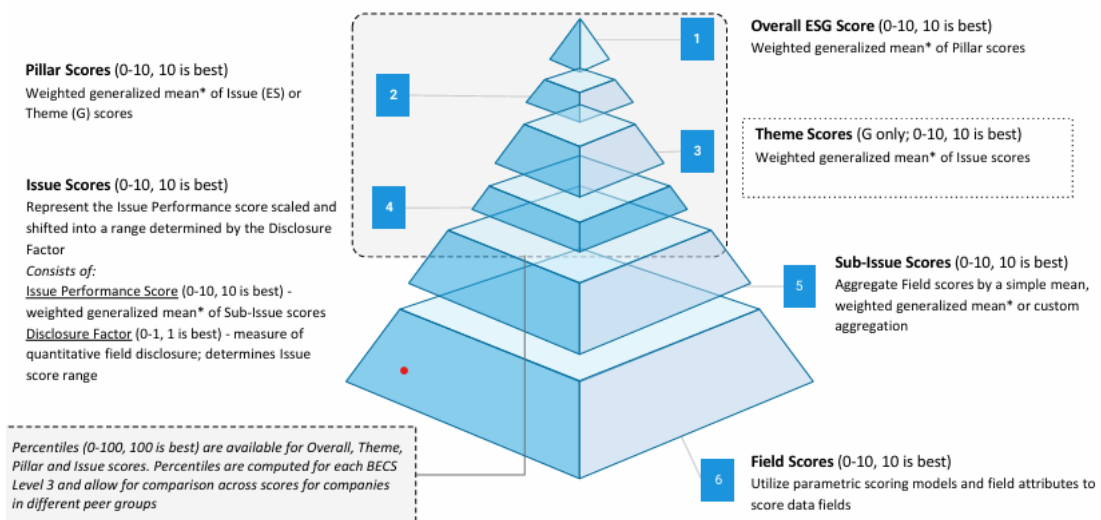 Overall ESG Score (0-10, 10 is best)
Weighted generalized mean* of Pillar scores
1
Pillar Scores (0-10, 10 is best)
Weighted generalized mean* of Issue (ES) or
Theme (G) scores
2
Theme Scores (G only; 0-10, 10 is best)
Weighted generalized mean* of Issue scores
3
Issue Scores (0-10, 10 is best)
Represent the Issue Performance score scaled and
shifted into a range determined by the Disclosure
Factor
Consists of:
Issue Performance Score (0-10, 10 is best) -
weighted generalized mean* of Sub-Issue scores
Disclosure Factor (0-1, 1 is best) - measure of
quantitative field disclosure; determines Issue
score range
4
Sub-Issue Scores (0-10, 10 is best)
Aggregate Field scores by a simple mean,
weighted generalized mean* or custom
aggregation
5
Percentiles (0-100, 100 is best) are available for Overall, Theme,
Pillar and Issue scores. Percentiles are computed for each BECS
Level 3 and allow for comparison across scores for companies
in different peer groups
6
Field Scores (0-10, 10 is best)
Utilize parametric scoring models and field attributes to
score data fields